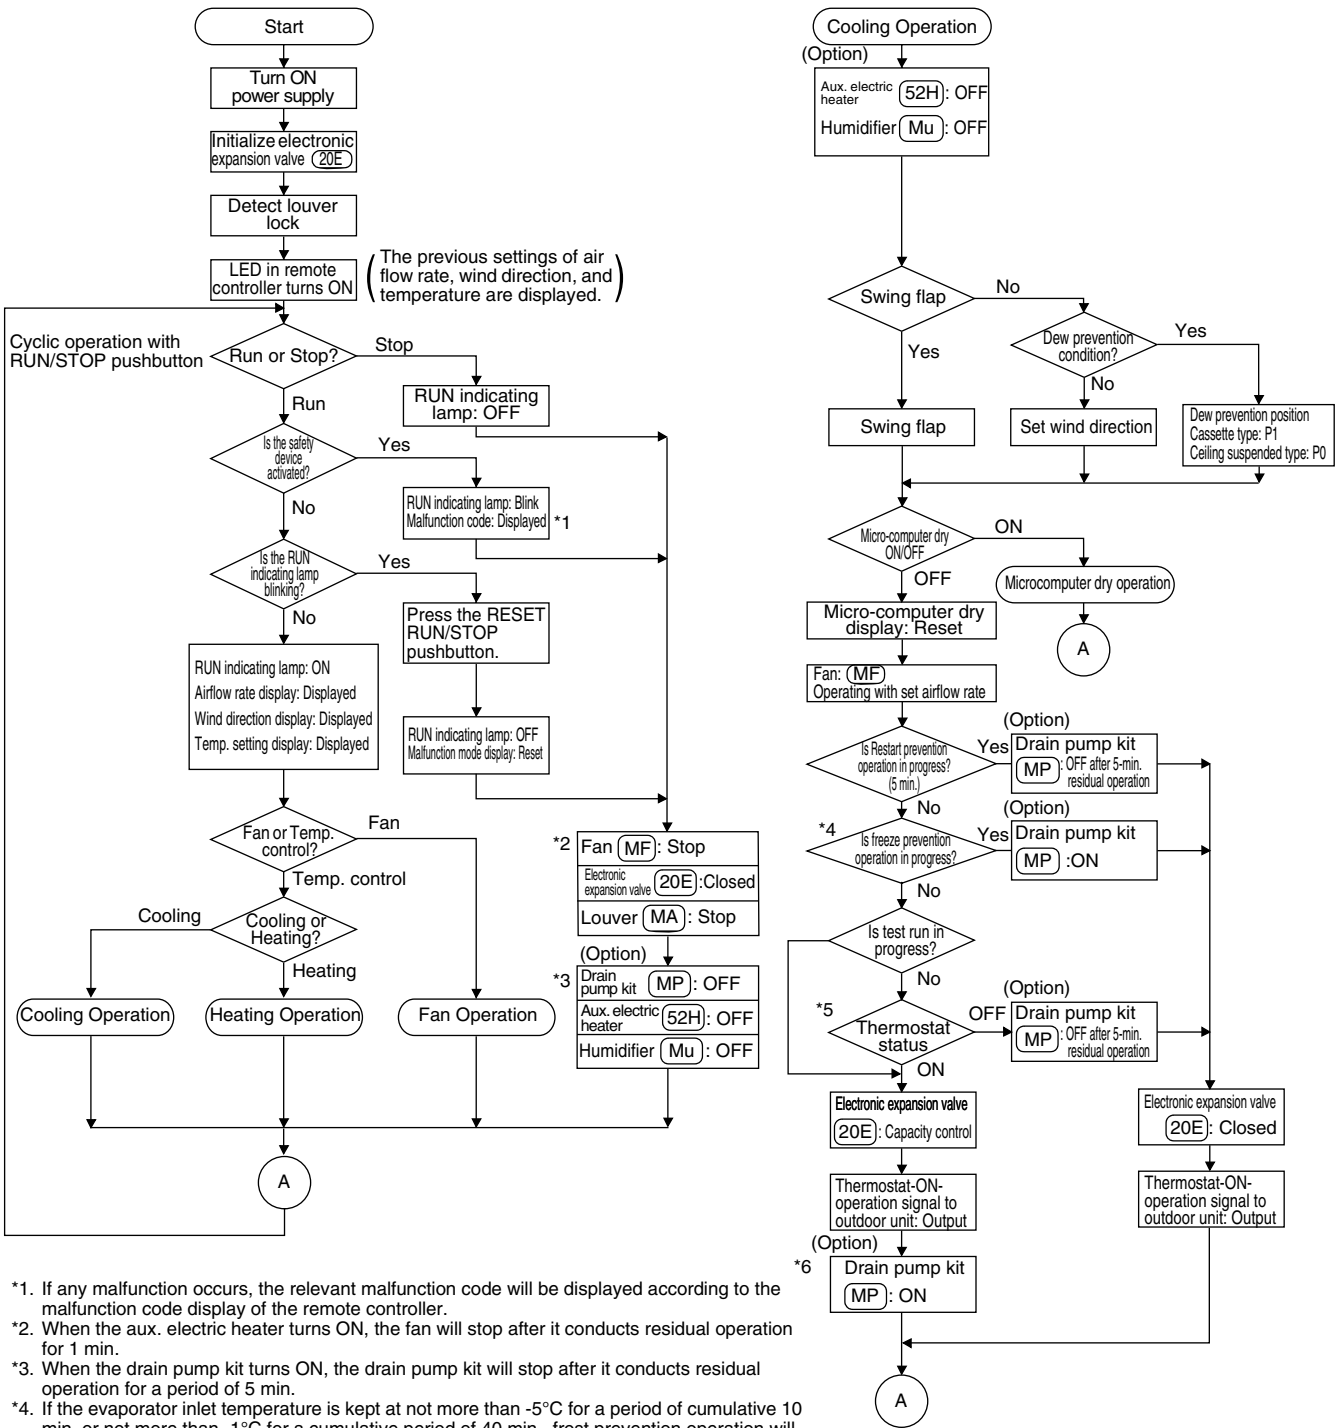 Start
Turn ON
power supply
Initialize electronic
expansion valve 20E
Detect louver
lock
LED in remote
controller turns ON
(The previous settings of air
flow rate, wind direction, and
temperature are displayed.)
Cyclic operation with
RUN/STOP pushbutton
Run or Stop?
Stop
RUN indicating
lamp: OFF
Run
Is the safety
device
activated?
Yes
RUN indicating lamp: Blink
Malfunction code: Displayed
*1
No
Is the RUN
indicating lamp
blinking?
Yes
Press the RESET
RUN/STOP
pushbutton.
No
RUN indicating lamp: ON
Airflow rate display: Displayed
Wind direction display: Displayed
Temp. setting display: Displayed
RUN indicating lamp: OFF
Malfunction mode display: Reset
Fan or Temp.
control?
Fan
Temp. control
Cooling or
Heating?
Cooling
Heating
Cooling Operation
Heating Operation
Fan Operation
*2
Fan MF: Stop
Electronic
expansion valve 20E :Closed
Louver MA: Stop
(Option)
*3
Drain
pump kit MP: OFF
Aux. electric
heater 52H: OFF
Humidifier Mu: OFF
A
Cooling Operation
(Option)
Aux. electric
heater 52H: OFF
Humidifier Mu: OFF
Swing flap
No
Yes
Dew prevention
condition?
Yes
No
Swing flap
Set wind direction
Dew prevention position
Cassette type: P1
Ceiling suspended type: P0
Micro-computer dry
ON/OFF
ON
Microcomputer dry operation
A
OFF
Micro-computer dry
display: Reset
Fan: MF
Operating with set airflow rate
Is Restart prevention
operation in progress?
(5 min.)
Yes
(Option)
Drain pump kit
MP : OFF after 5-min.
residual operation
No
*4
Is freeze prevention
operation in progress?
Yes
(Option)
Drain pump kit
MP :ON
No
Is test run in
progress?
No
*5
Thermostat
status
OFF
(Option)
Drain pump kit
MP : OFF after 5-min.
residual operation
ON
Electronic expansion valve
20E : Capacity control
Electronic expansion valve
20E : Closed
Thermostat-ON-
operation signal to
outdoor unit: Output
Thermostat-ON-
operation signal to
outdoor unit: Output
(Option)
*6
Drain pump kit
MP : ON
A
*1. If any malfunction occurs, the relevant malfunction code will be displayed according to the
malfunction code display of the remote controller.
*2. When the aux. electric heater turns ON, the fan will stop after it conducts residual operation
for 1 min.
*3. When the drain pump kit turns ON, the drain pump kit will stop after it conducts residual
operation for a period of 5 min.
*4. If the evaporator inlet temperature is kept at not more than -5°C for a period of cumulative 10
min. or not more than -1°C for a cumulative period of 40 min., frost prevention operation will